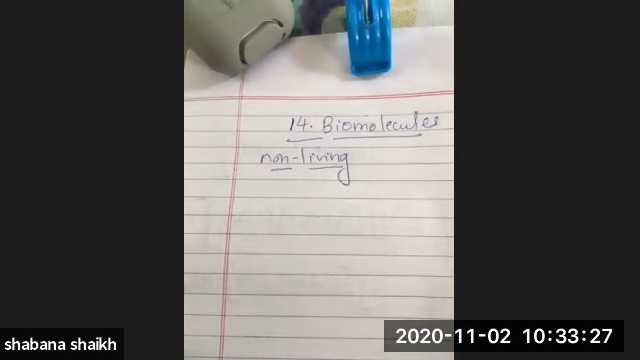 14. Biomolecules
non-living
shabana shaikh
2020-11-02 10:33:27